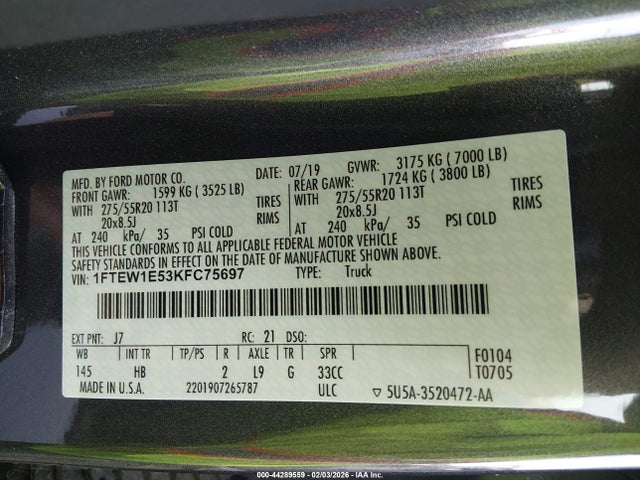 MFD. BY FORD MOTOR CO. DATE: 07/19 GVWR: 3175 KG ( 7000 LB)
FRONT GAWR: 1599 KG ( 3525 LB) REAR GAWR: 1724 KG ( 3800 LB)
WITH 275/55R20 113T TIRES WITH 275/55R20 113T TIRES
20x8.5J RIMS 20x8.5J RIMS
AT 240 kPa/ 35 PSI COLD AT 240 kPa/ 35 PSI COLD
THIS VEHICLE CONFORMS TO ALL APPLICABLE FEDERAL MOTOR VEHICLE
SAFETY STANDARDS IN EFFECT ON THE DATE OF MANUFACTURE SHOWN ABOVE.
VIN: 1FTEW1E53KFC75697 TYPE: Truck
EXT PNT: J7 RC: 21 DSO:
WB INT TR TP/PS R AXLE TR SPR F0104
145 HB 2 L9 G 33CC T0705
MADE IN U.S.A. 2201907265787 ULC ▽ 5U5A-3520472-AA
000-44289559 - 02/03/2026 - IAA Inc.